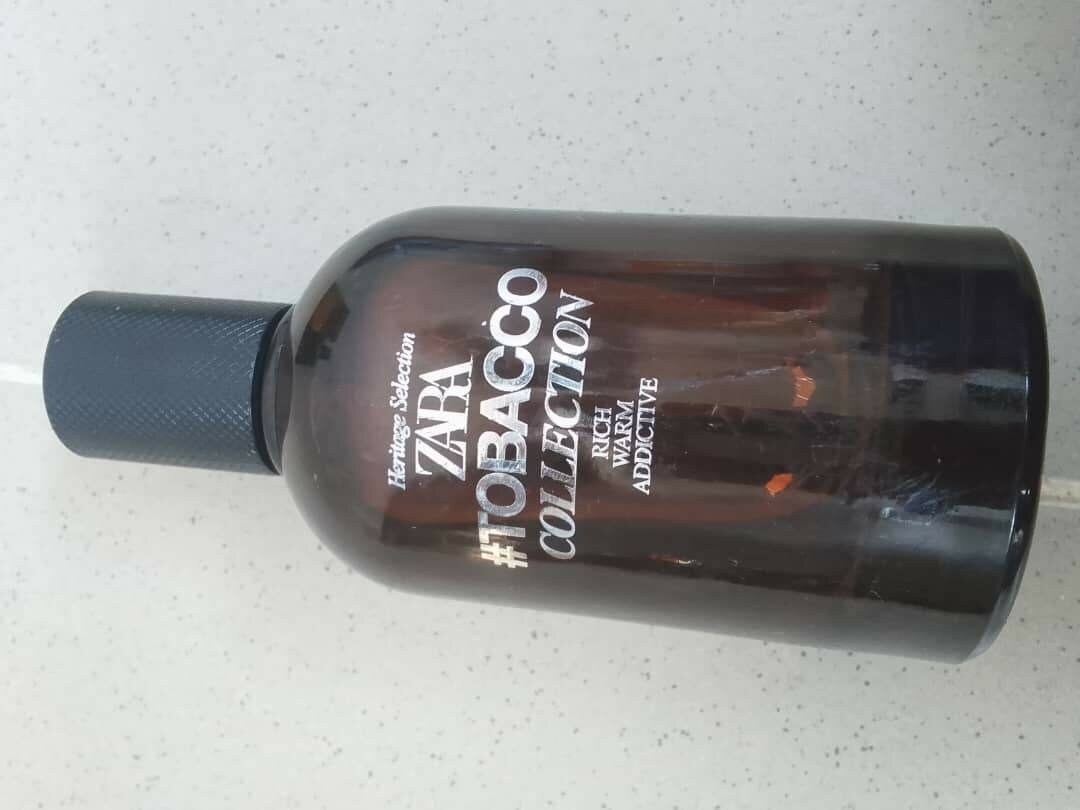 Heritage Selection
ZARA
#TOBACCO
COLLECTION
RICH
WARM
ADDICTIVE